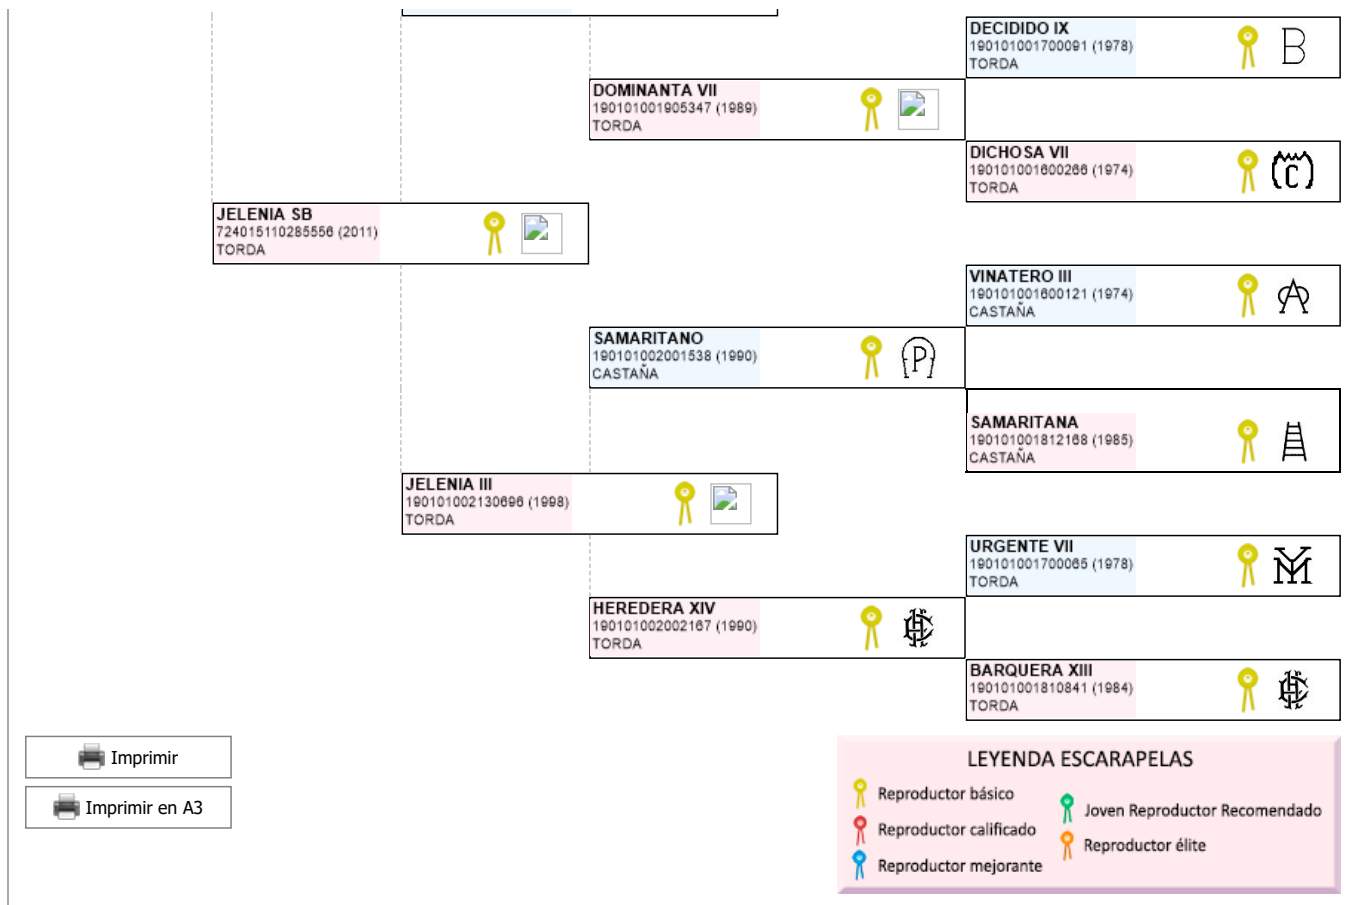 DECIDIDO IX
190101001700091 (1978)
TORDA
DOMINANTA VII
190101001905347 (1989)
TORDA
DICHOSA VII
190101001600266 (1974)
TORDA
JELENIA SB
724015110285556 (2011)
TORDA
VINATERO III
190101001600121 (1974)
CASTAÑA
SAMARITANO
190101002001538 (1990)
CASTAÑA
SAMARITANA
190101001812168 (1985)
CASTAÑA
JELENIA III
190101002130696 (1998)
TORDA
URGENTE VII
190101001700065 (1978)
TORDA
HEREDERA XIV
190101002002167 (1990)
TORDA
BARQUERA XIII
190101001810841 (1984)
TORDA
Imprimir
Imprimir en A3
LEYENDA ESCARAPELAS
Reproductor básico
Reproductor calificado
Reproductor mejorante
Joven Reproductor Recomendado
Reproductor élite